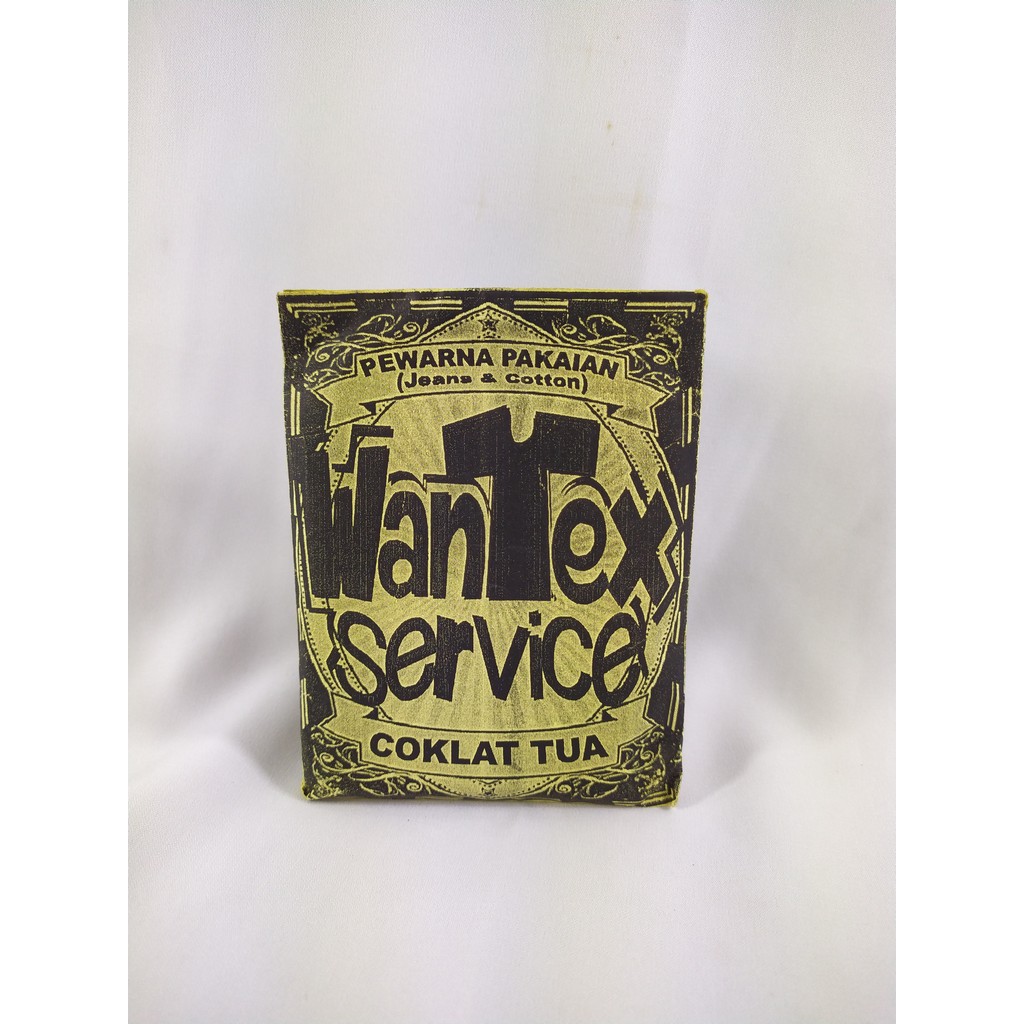 PEWARNA PAKAIAN
(Jeans & Cotton)
WanTex
Service
COKLAT TUA